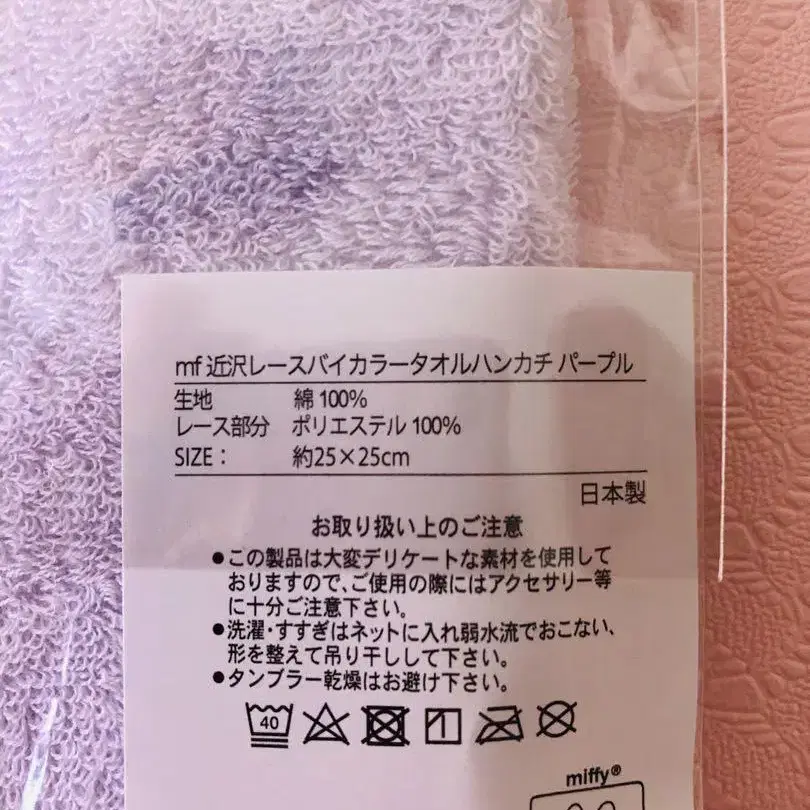 mf 近沢レースバイカラータオルハンカチ パープル
生地 綿 100%
レース部分 ポリエステル 100%
SIZE： 約25×25cm
日本製
お取り扱い上のご注意
●この製品は大変デリケートな素材を使用して
おりますので、ご使用の際にはアクセサリー等
に十分ご注意下さい。
●洗濯・すすぎはネットに入れ弱水流でおこない、
形を整えて吊り干しして下さい。
●タンブラー乾燥はお避け下さい。
40
miffy®